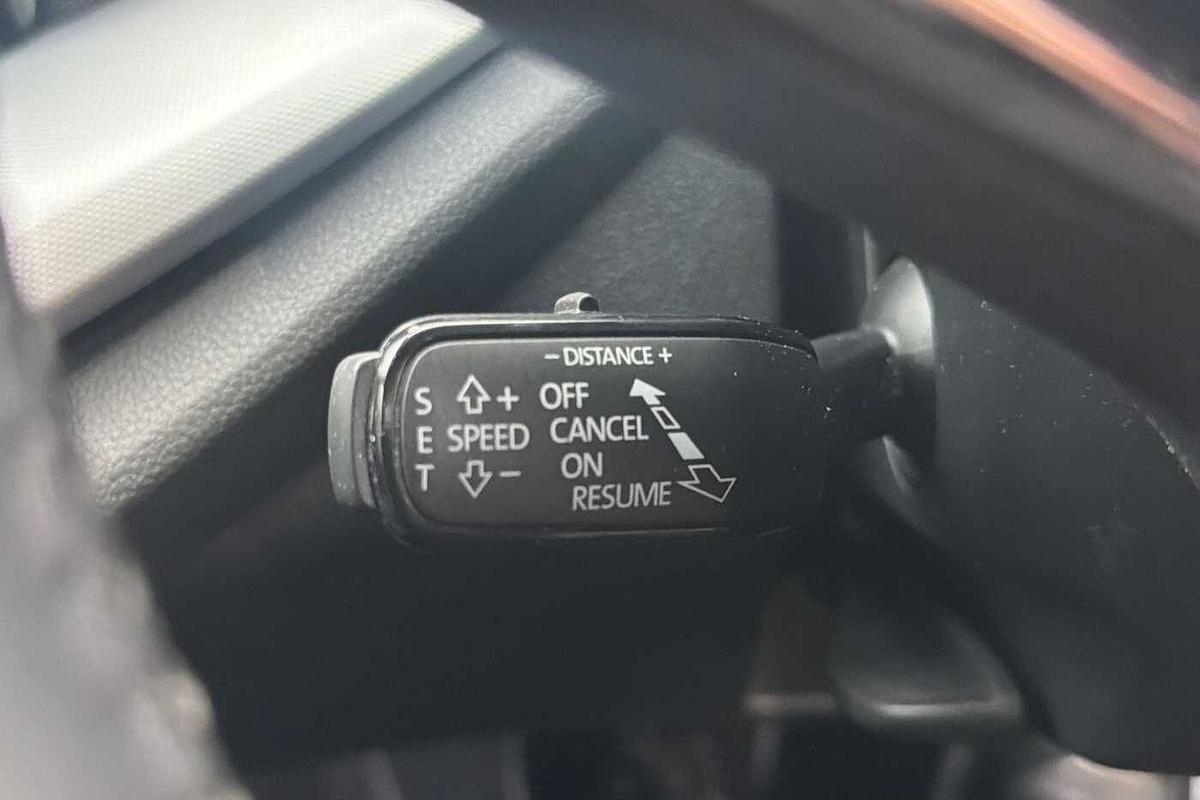 − DISTANCE +
S + OFF
E SPEED CANCEL
T − ON
RESUME